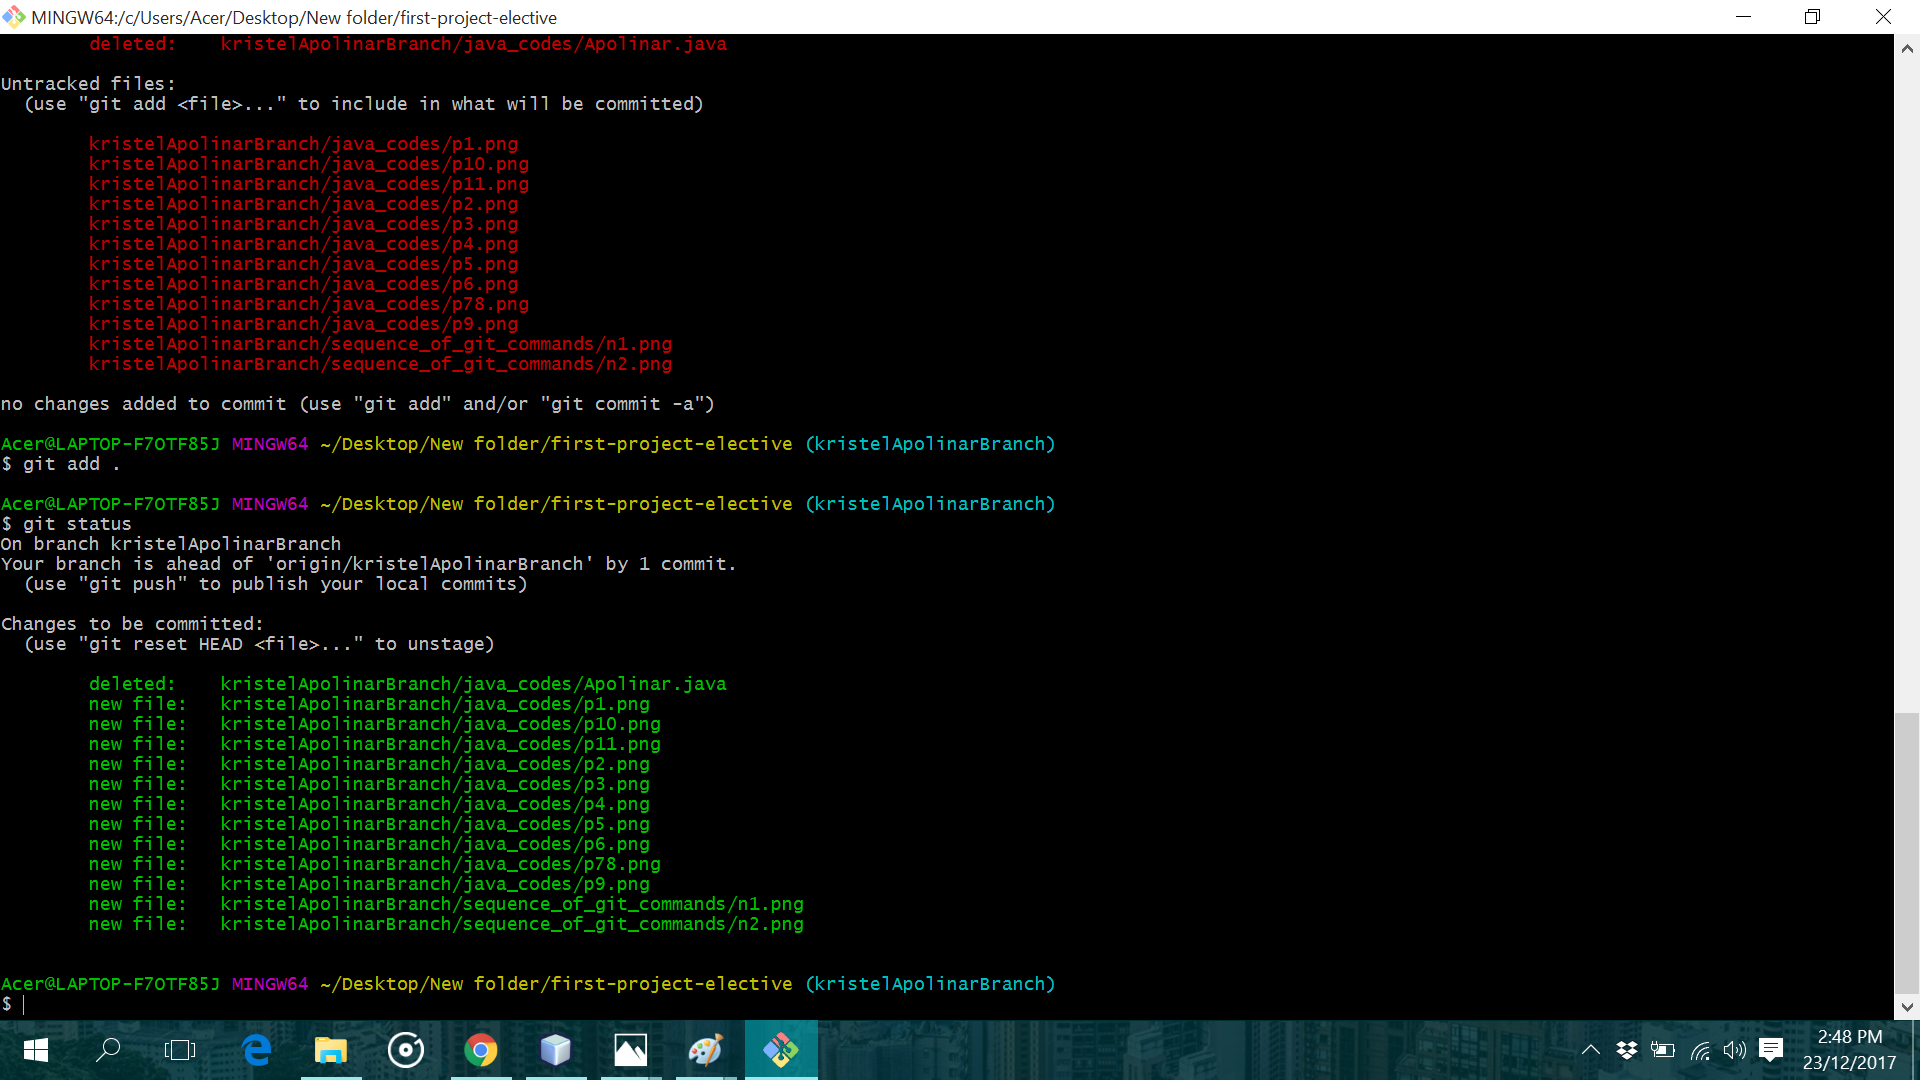 MINGW64:/c/Users/Acer/Desktop/New folder/first-project-elective
deleted:    kristelApolinarBranch/java_codes/Apolinar.java
Untracked files:
(use "git add <file>..." to include in what will be committed)
kristelApolinarBranch/java_codes/p1.png
kristelApolinarBranch/java_codes/p10.png
kristelApolinarBranch/java_codes/p11.png
kristelApolinarBranch/java_codes/p2.png
kristelApolinarBranch/java_codes/p3.png
kristelApolinarBranch/java_codes/p4.png
kristelApolinarBranch/java_codes/p5.png
kristelApolinarBranch/java_codes/p6.png
kristelApolinarBranch/java_codes/p78.png
kristelApolinarBranch/java_codes/p9.png
kristelApolinarBranch/sequence_of_git_commands/n1.png
kristelApolinarBranch/sequence_of_git_commands/n2.png
no changes added to commit (use "git add" and/or "git commit -a")
Acer@LAPTOP-F7OTF85J MINGW64 ~/Desktop/New folder/first-project-elective (kristelApolinarBranch)
$ git add .
Acer@LAPTOP-F7OTF85J MINGW64 ~/Desktop/New folder/first-project-elective (kristelApolinarBranch)
$ git status
On branch kristelApolinarBranch
Your branch is ahead of 'origin/kristelApolinarBranch' by 1 commit.
(use "git push" to publish your local commits)
Changes to be committed:
(use "git reset HEAD <file>..." to unstage)
deleted:    kristelApolinarBranch/java_codes/Apolinar.java
new file:   kristelApolinarBranch/java_codes/p1.png
new file:   kristelApolinarBranch/java_codes/p10.png
new file:   kristelApolinarBranch/java_codes/p11.png
new file:   kristelApolinarBranch/java_codes/p2.png
new file:   kristelApolinarBranch/java_codes/p3.png
new file:   kristelApolinarBranch/java_codes/p4.png
new file:   kristelApolinarBranch/java_codes/p5.png
new file:   kristelApolinarBranch/java_codes/p6.png
new file:   kristelApolinarBranch/java_codes/p78.png
new file:   kristelApolinarBranch/java_codes/p9.png
new file:   kristelApolinarBranch/sequence_of_git_commands/n1.png
new file:   kristelApolinarBranch/sequence_of_git_commands/n2.png
Acer@LAPTOP-F7OTF85J MINGW64 ~/Desktop/New folder/first-project-elective (kristelApolinarBranch)
$
2:48 PM
23/12/2017